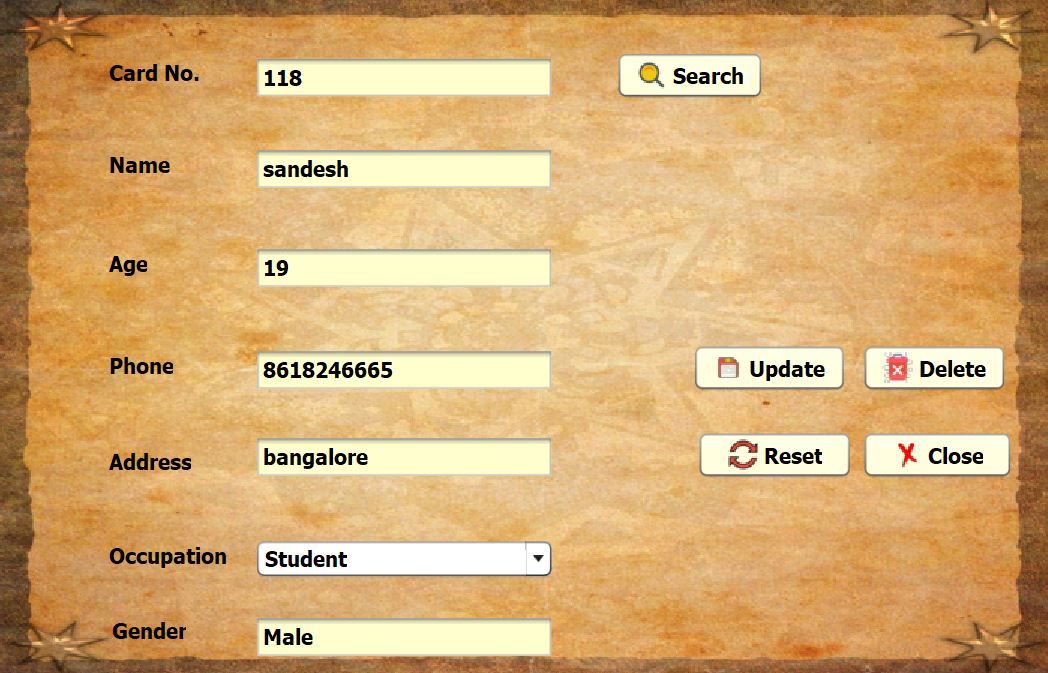 Card No. 118 Search
Name sandesh
Age 19
Phone 8618246665 Update Delete
Address bangalore Reset Close
Occupation Student
Gender Male